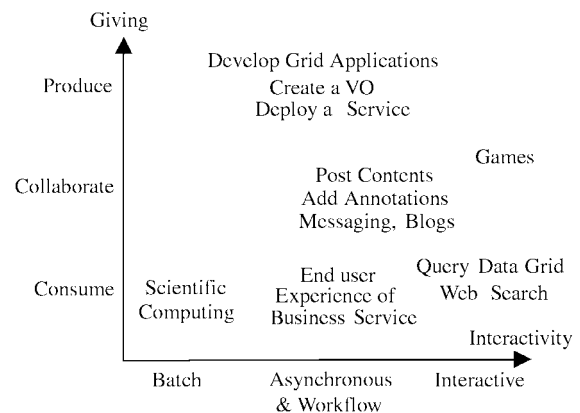 Giving
Develop Grid Applications
Produce
Create a VO
Deploy a Service
Games
Post Contents
Collaborate
Add Annotations
Messaging, Blogs
Query Data Grid
Web Search
End user
Experience of
Business Service
Consume
Scientific
Computing
Interactivity
Batch
Asynchronous
& Workflow
Interactive